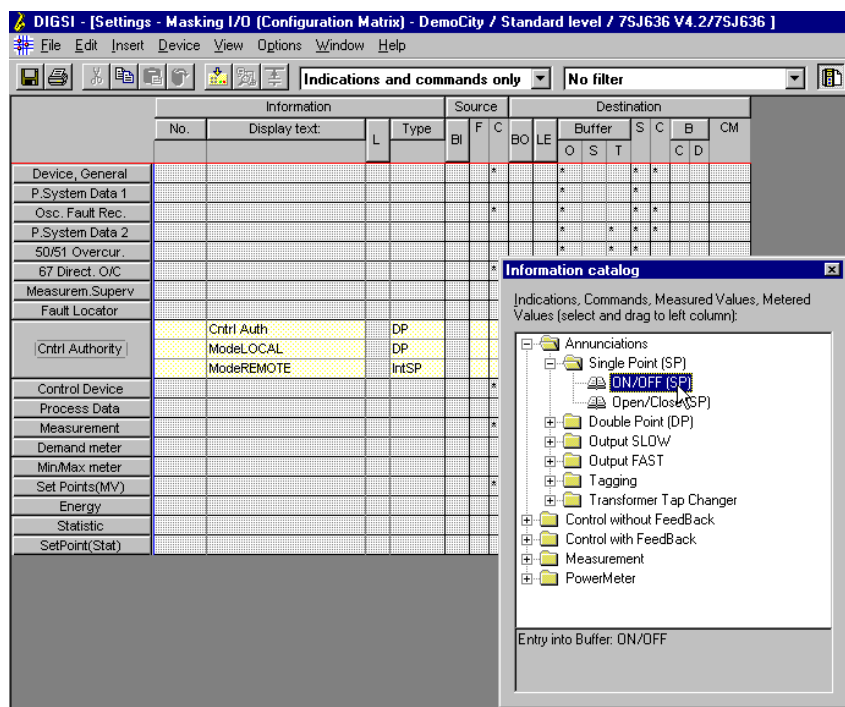 DIGSI - [Settings - Masking I/O (Configuration Matrix) - DemoCity / Standard level / 7SJ636 V4.2/7SJ636 ]
File Edit Insert Device View Options Window Help
Indications and commands only No filter
Information Source Destination
No. Display text: L Type BI F C BO LE Buffer S C B CM
O S T C D
Device, General * * * *
P.System Data 1 * *
Osc. Fault Rec. * * * *
P.System Data 2 * * * *
50/51 Overcur. * * *
67 Direct. O/C *
Measurem.Superv
Fault Locator
Cntrl Authority
Cntrl Auth DP
ModeLOCAL DP
ModeREMOTE IntSP
Control Device *
Process Data
Measurement *
Demand meter
Min/Max meter
Set Points(MV) *
Energy
Statistic
SetPoint(Stat)
Information catalog
Indications, Commands, Measured Values, Metered
Values (select and drag to left column):
Annunciations
Single Point (SP)
ON/OFF (SP)
Open/Close (SP)
Double Point (DP)
Output SLOW
Output FAST
Tagging
Transformer Tap Changer
Control without FeedBack
Control with FeedBack
Measurement
PowerMeter
Entry into Buffer: ON/OFF